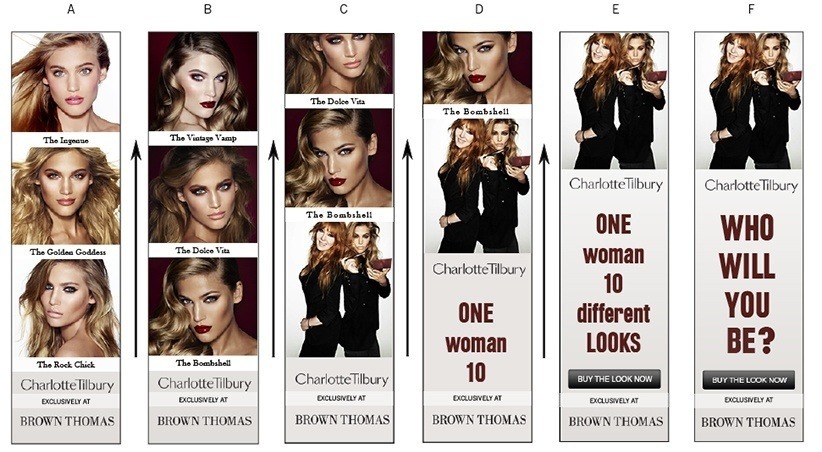 A
The Ingenue
The Golden Goddess
The Rock Chick
CharlotteTilbury
EXCLUSIVELY AT
BROWN THOMAS
B
The Vintage Vamp
The Dolce Vita
The Bombshell
CharlotteTilbury
EXCLUSIVELY AT
BROWN THOMAS
C
The Dolce Vita
The Bombshell
CharlotteTilbury
EXCLUSIVELY AT
BROWN THOMAS
D
The Bombshell
CharlotteTilbury
ONE
woman
10
EXCLUSIVELY AT
BROWN THOMAS
E
CharlotteTilbury
ONE
woman
10
different
LOOKS
BUY THE LOOK NOW
EXCLUSIVELY AT
BROWN THOMAS
F
CharlotteTilbury
WHO
WILL
YOU
BE?
BUY THE LOOK NOW
EXCLUSIVELY AT
BROWN THOMAS